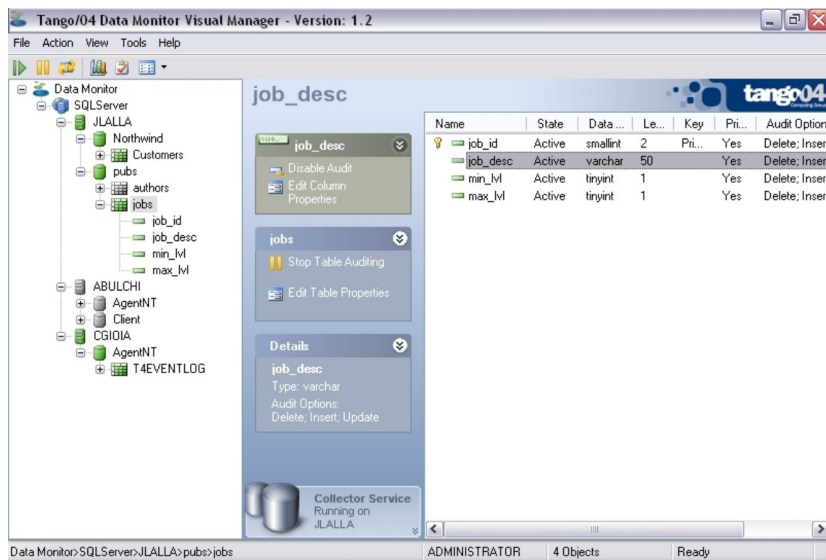 Tango/04 Data Monitor Visual Manager - Version: 1.2
File Action View Tools Help
Data Monitor
SQLServer
JLALLA
Northwind
Customers
pubs
authors
jobs
job_id
job_desc
min_lvl
max_lvl
ABULCHI
AgentNT
Client
CGIOIA
AgentNT
T4EVENTLOG
job_desc
job_desc
Disable Audit
Edit Column
Properties
jobs
Stop Table Auditing
Edit Table Properties
Details
job_desc
Type: varchar
Audit Options:
Delete; Insert; Update
Collector Service
Running on
JLALLA
tango04
Computing Group
Name State Data ... Le... Key Pri... Audit Option
job_id Active smallint 2 Pri... Yes Delete; Inser
job_desc Active varchar 50 Yes Delete; Inser
min_lvl Active tinyint 1 Yes Delete; Inser
max_lvl Active tinyint 1 Yes Delete; Inser
Data Monitor>SQLServer>JLALLA>pubs>jobs ADMINISTRATOR 4 Objects Ready